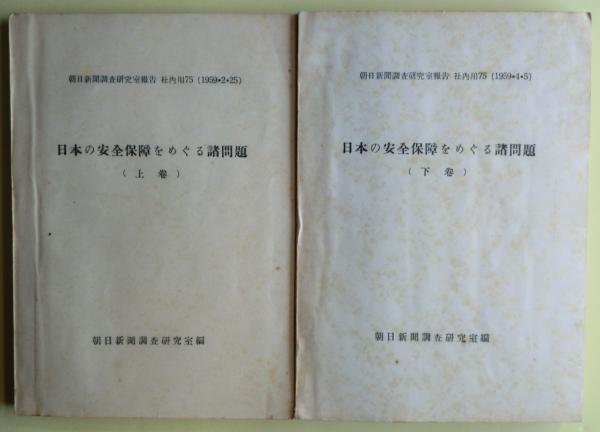 朝日新聞調査研究室報告 社内用75 (1959•2•25)
日本の安全保障をめぐる諸問題
(上巻)
朝日新聞調査研究室編
朝日新聞調査研究室報告 社内用75 (1959•4•5)
日本の安全保障をめぐる諸問題
(下巻)
朝日新聞調査研究室編